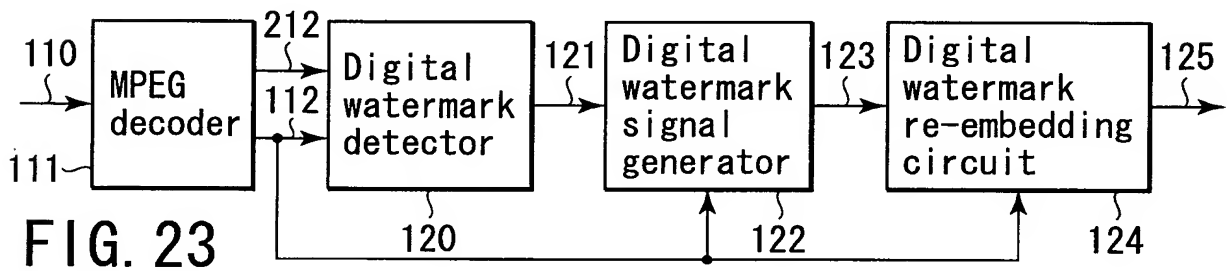 110
MPEG
decoder
111
212
112
Digital
watermark
detector
120
121
Digital
watermark
signal
generator
122
123
Digital
watermark
re-embedding
circuit
124
125
FIG. 23